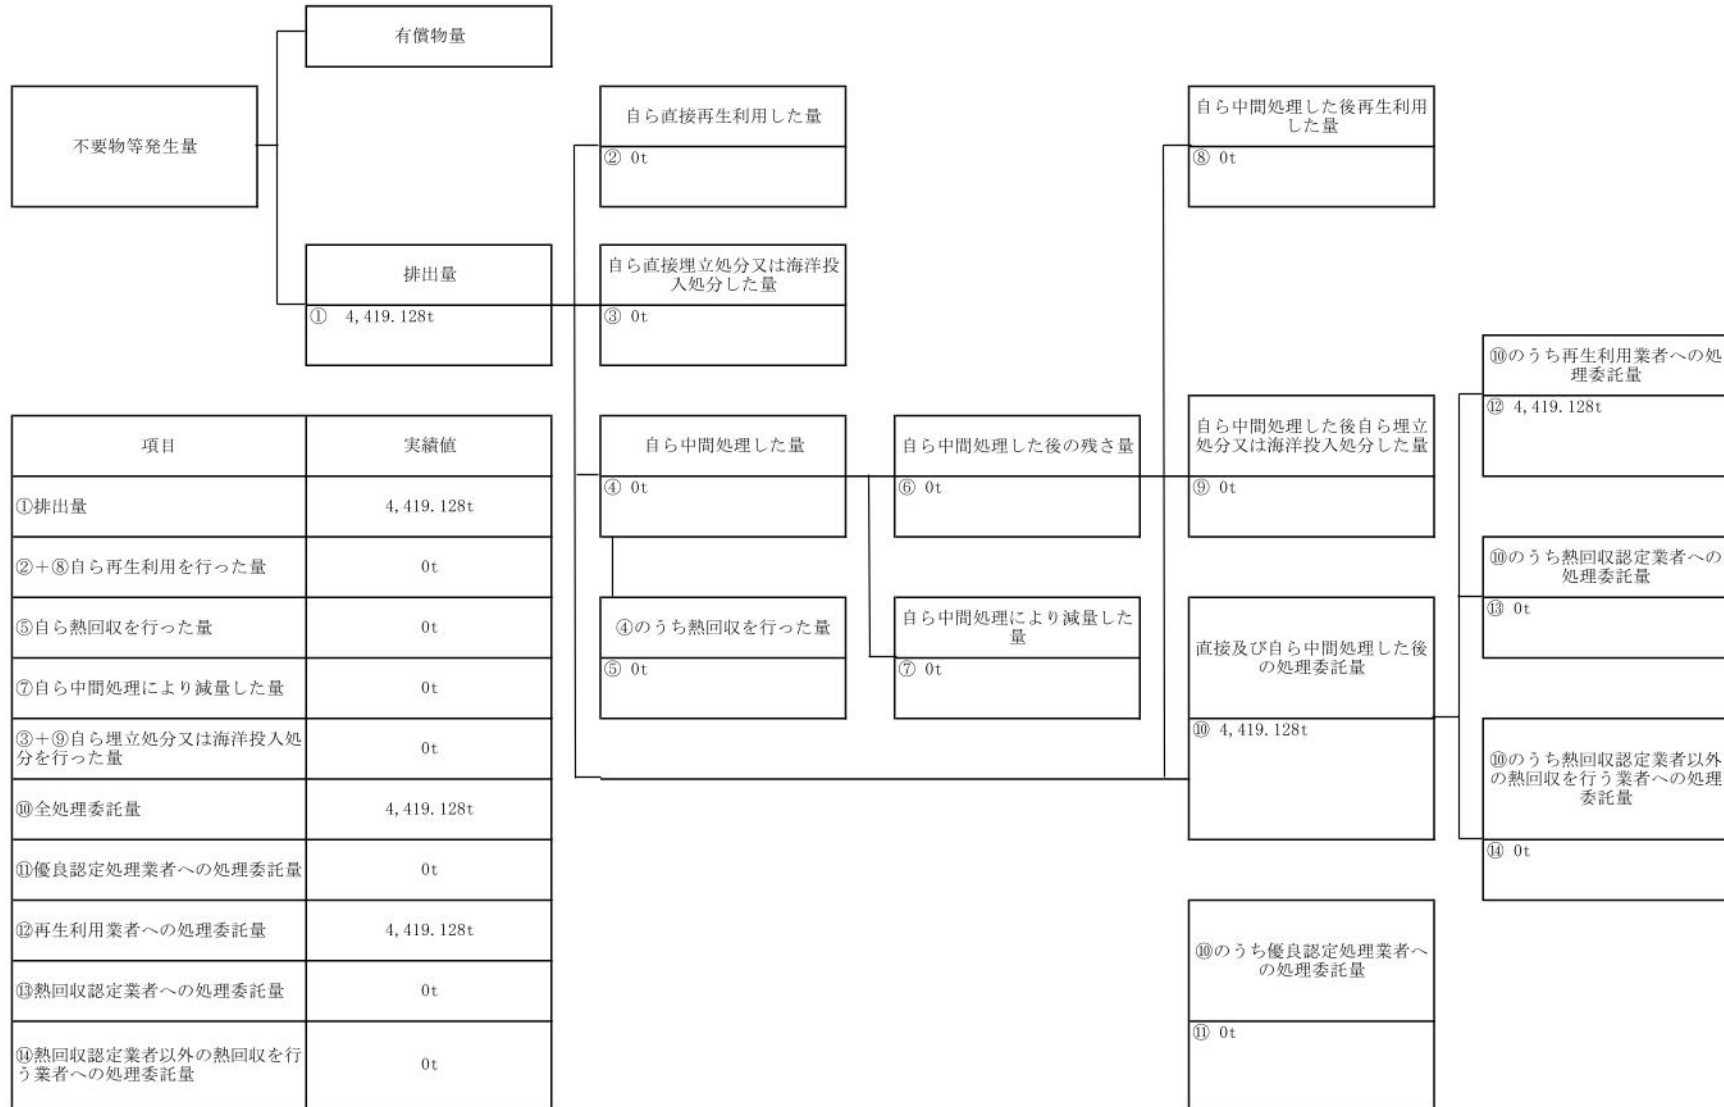 有償物量
不要物等発生量
自ら直接再生利用した量
② 0t
自ら中間処理した後再生利用
した量
⑧ 0t
排出量
① 4,419.128t
自ら直接埋立処分又は海洋投
入処分した量
③ 0t
項目
実績値
①排出量
4,419.128t
②+⑧自ら再生利用を行った量
0t
⑤自ら熱回収を行った量
0t
⑦自ら中間処理により減量した量
0t
③+⑨自ら埋立処分又は海洋投入処
分を行った量
0t
⑩全処理委託量
4,419.128t
⑪優良認定処理業者への処理委託量
0t
⑫再生利用業者への処理委託量
4,419.128t
⑬熱回収認定業者への処理委託量
0t
⑭熱回収認定業者以外の熱回収を行
う業者への処理委託量
0t
自ら中間処理した量
④ 0t
④のうち熱回収を行った量
⑤ 0t
自ら中間処理した後の残さ量
⑥ 0t
自ら中間処理により減量した
量
⑦ 0t
自ら中間処理した後自ら埋立
処分又は海洋投入処分した量
⑨ 0t
直接及び自ら中間処理した後
の処理委託量
⑩ 4,419.128t
⑩のうち優良認定処理業者へ
の処理委託量
⑪ 0t
⑩のうち再生利用業者への処
理委託量
⑫ 4,419.128t
⑩のうち熱回収認定業者への
処理委託量
⑬ 0t
⑩のうち熱回収認定業者以外
の熱回収を行う業者への処理
委託量
⑭ 0t